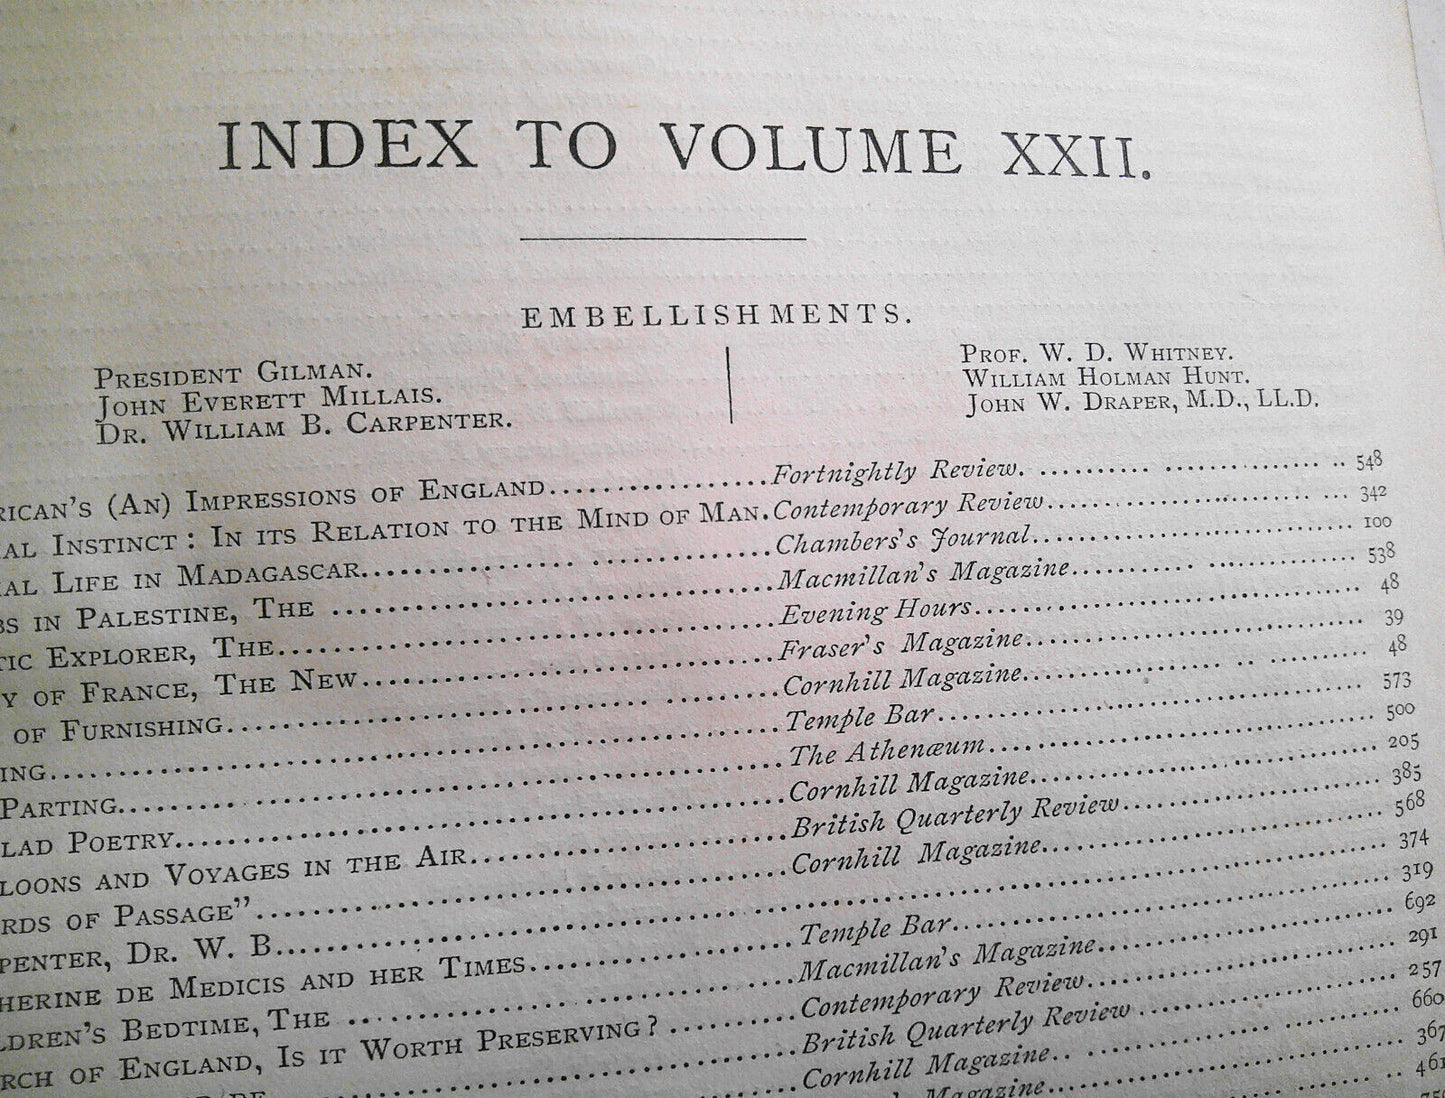 INDEX TO VOLUME XXII.
EMBELLISHMENTS.
PRESIDENT GILMAN.
JOHN EVERETT MILLAIS.
DR. WILLIAM B. CARPENTER.
PROF. W. D. WHITNEY.
WILLIAM HOLMAN HUNT.
JOHN W. DRAPER, M.D., LL.D.
RICAN'S (AN) IMPRESSIONS OF ENGLAND.................Fortnightly Review. ..................... 548
AL INSTINCT: IN ITS RELATION TO THE MIND OF MAN.Contemporary Review..................... 342
AL LIFE IN MADAGASCAR...........................Chambers's Journal..................... 100
BS IN PALESTINE, THE ...........................Macmillan's Magazine..................... 538
TIC EXPLORER, THE...........................Evening Hours..................... 48
Y OF FRANCE, THE NEW...........................Fraser's Magazine..................... 39
OF FURNISHING...........................Cornhill Magazine..................... 48
ING...........................Temple Bar..................... 573
PARTING...........................The Athenæum..................... 500
LAD POETRY...........................Cornhill Magazine..................... 205
LOONS AND VOYAGES IN THE AIR.....................British Quarterly Review..................... 385
RDS OF PASSAGE"...........................Cornhill Magazine..................... 568
PENTER, DR. W. B................................................ 374
HERINE DE MEDICIS AND HER TIMES.................Temple Bar..................... 319
LDREN'S BEDTIME, THE ...........................Macmillan's Magazine..................... 692
RCH OF ENGLAND, IS IT WORTH PRESERVING? .........Contemporary Review..................... 291
DE...........................British Quarterly Review ..................... 257
Cornhill Magazine..................... 660
Magazine..................... 367
461